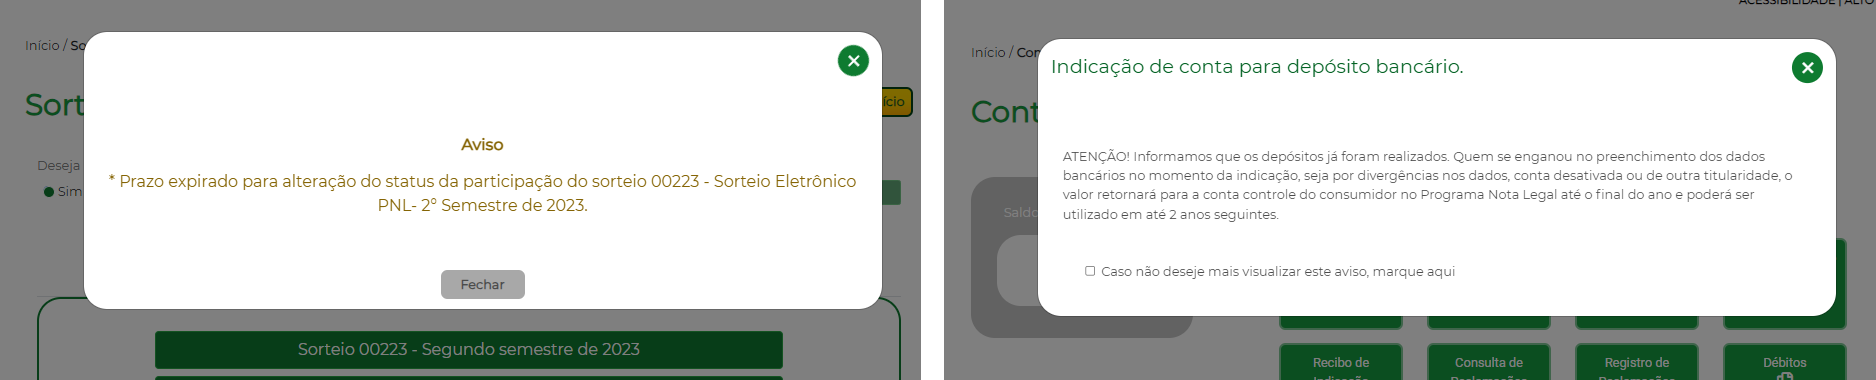 Início / So
Sort
ício
Deseja
Sim
Aviso
* Prazo expirado para alteração do status da participação do sorteio 00223 - Sorteio Eletrônico
PNL- 2º Semestre de 2023.
Fechar
Sorteio 00223 - Segundo semestre de 2023
ACESSIBILIDADE | ALTO
Início / Con
Indicação de conta para depósito bancário.
Cont
ATENÇÃO! Informamos que os depósitos já foram realizados. Quem se enganou no preenchimento dos dados
bancários no momento da indicação, seja por divergências nos dados, conta desativada ou de outra titularidade, o
valor retornará para a conta controle do consumidor no Programa Nota Legal até o final do ano e poderá ser
utilizado em até 2 anos seguintes.
Saldo
Caso não deseje mais visualizar este aviso, marque aqui
Recibo de
Indicação
Consulta de
Reclamações
Registro de
Reclamações
Débitos